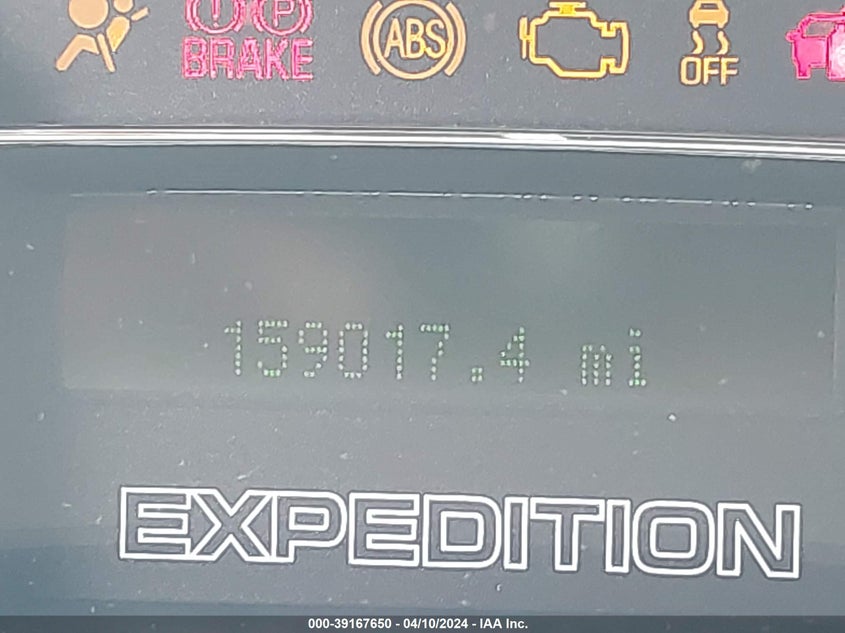 BRAKE
ABS
OFF
159017.4 mi
EXPEDITION
000-39167650 - 04/10/2024 - IAA Inc.